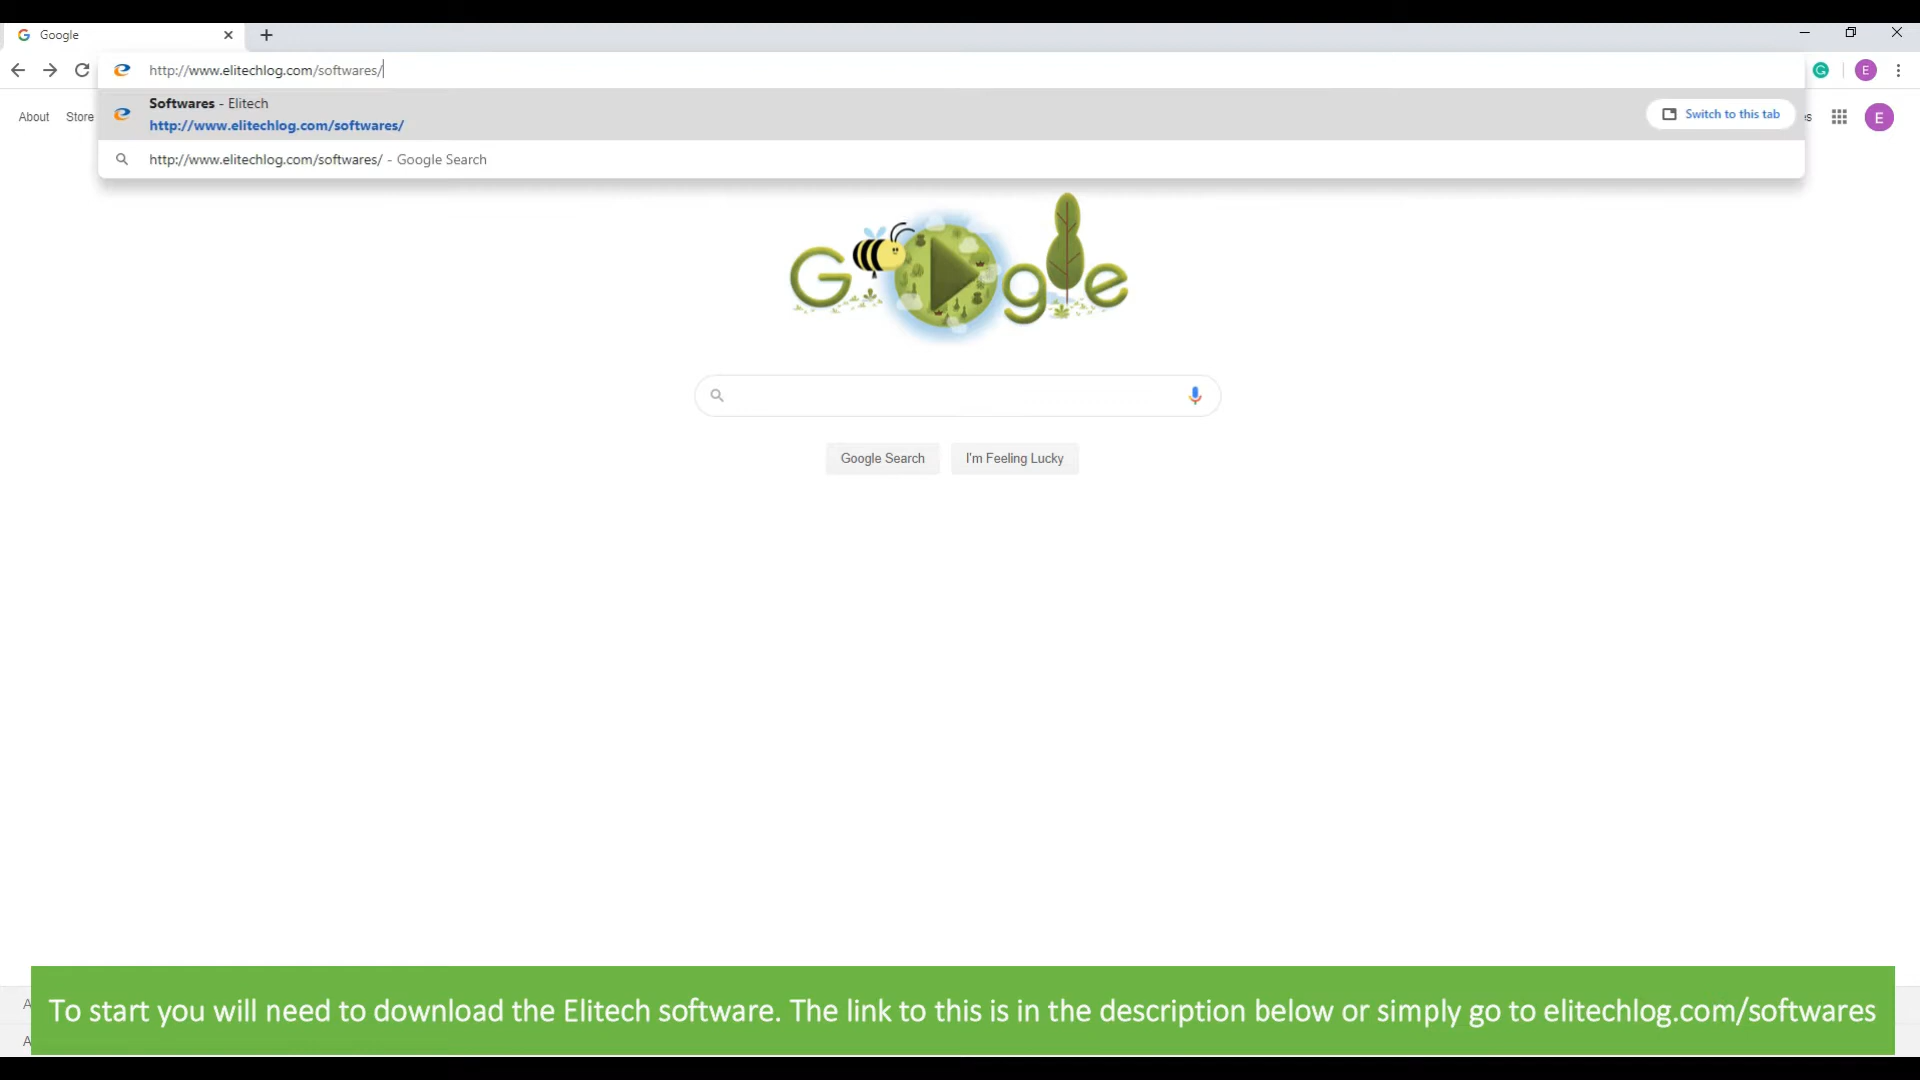 Google
http://www.elitechlog.com/softwares/
E
About
Store
Softwares - Elitech
http://www.elitechlog.com/softwares/
Switch to this tab
E
http://www.elitechlog.com/softwares/ - Google Search
Google
Google Search
I'm Feeling Lucky
To start you will need to download the Elitech software. The link to this is in the description below or simply go to elitechlog.com/softwares